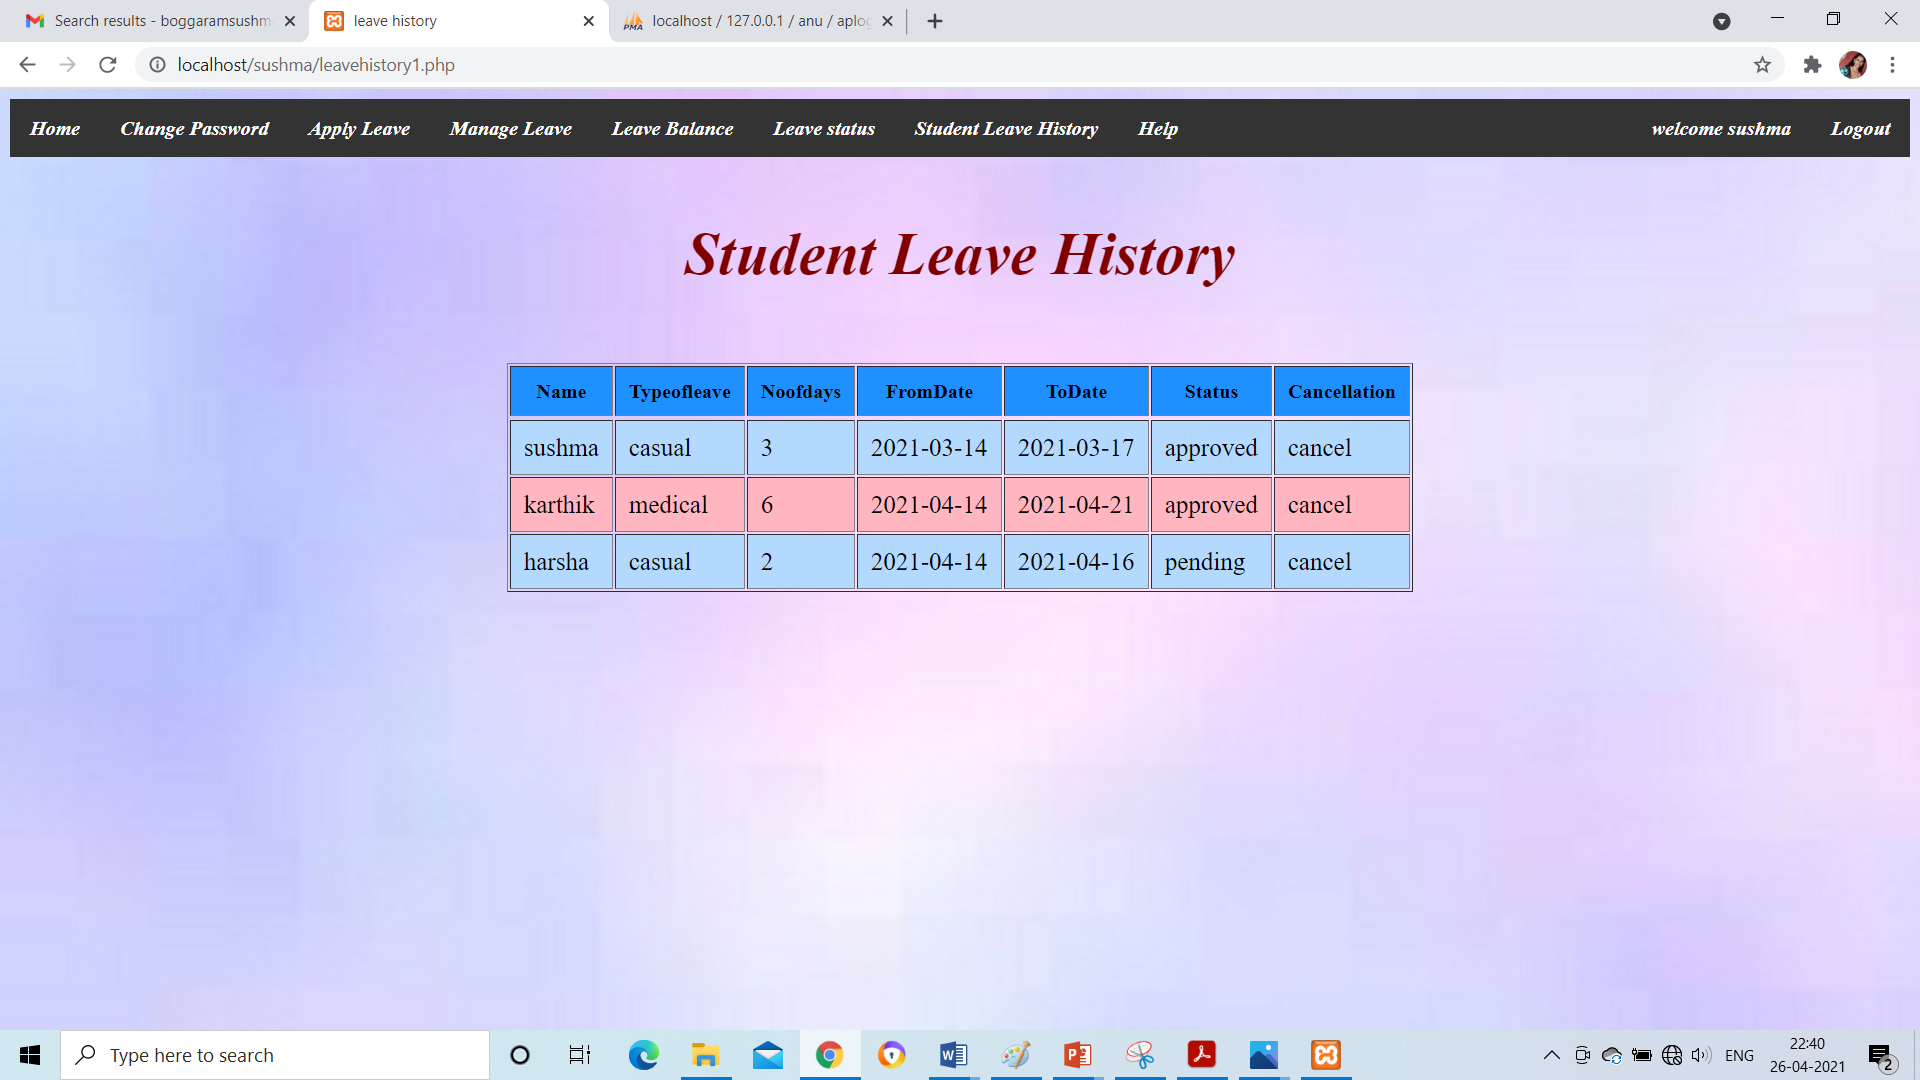 Search results - boggaramsushm
leave history
localhost / 127.0.0.1 / anu / aplo
localhost/sushma/leavehistory1.php
Home Change Password Apply Leave Manage Leave Leave Balance Leave status Student Leave History Help welcome sushma Logout
Student Leave History
Name Typeofleave Noofdays FromDate ToDate Status Cancellation
sushma casual 3 2021-03-14 2021-03-17 approved cancel
karthik medical 6 2021-04-14 2021-04-21 approved cancel
harsha casual 2 2021-04-14 2021-04-16 pending cancel
Type here to search
ENG
22:40
26-04-2021
2